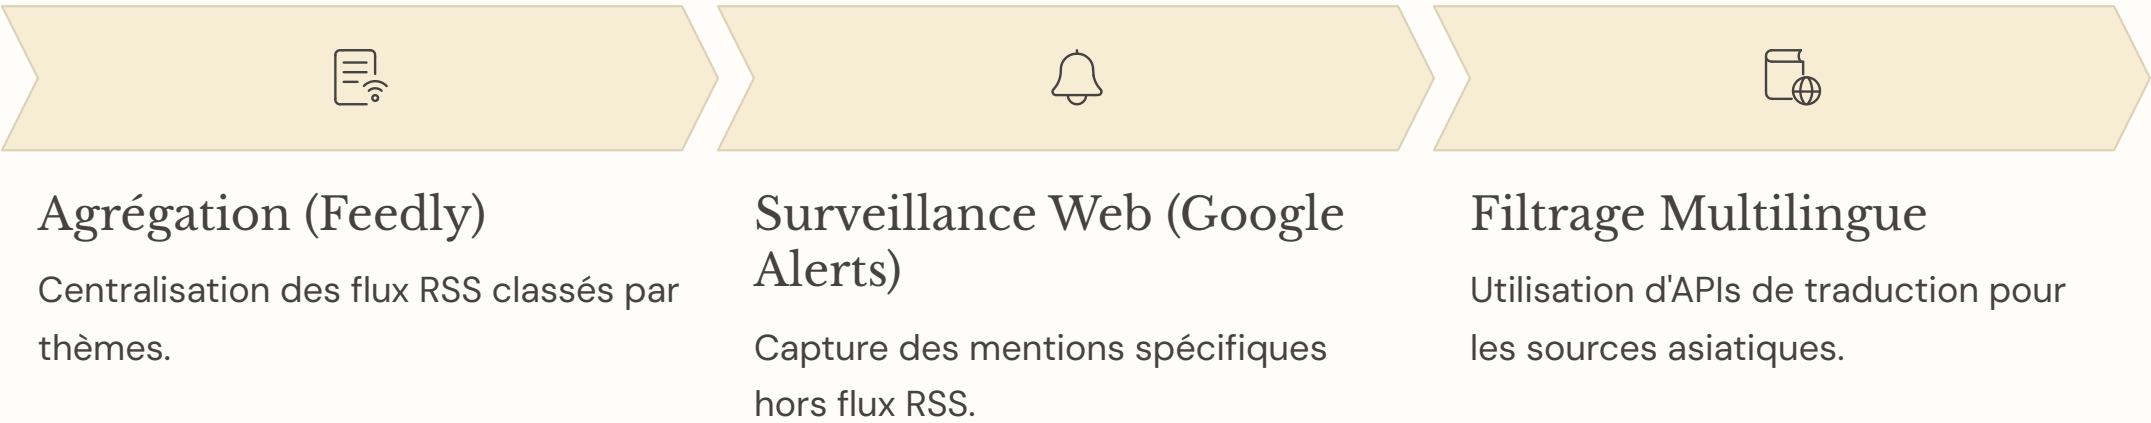 Agrégation (Feedly)
Centralisation des flux RSS classés par
thèmes.
Surveillance Web (Google
Alerts)
Capture des mentions spécifiques
hors flux RSS.
Filtrage Multilingue
Utilisation d'APIs de traduction pour
les sources asiatiques.